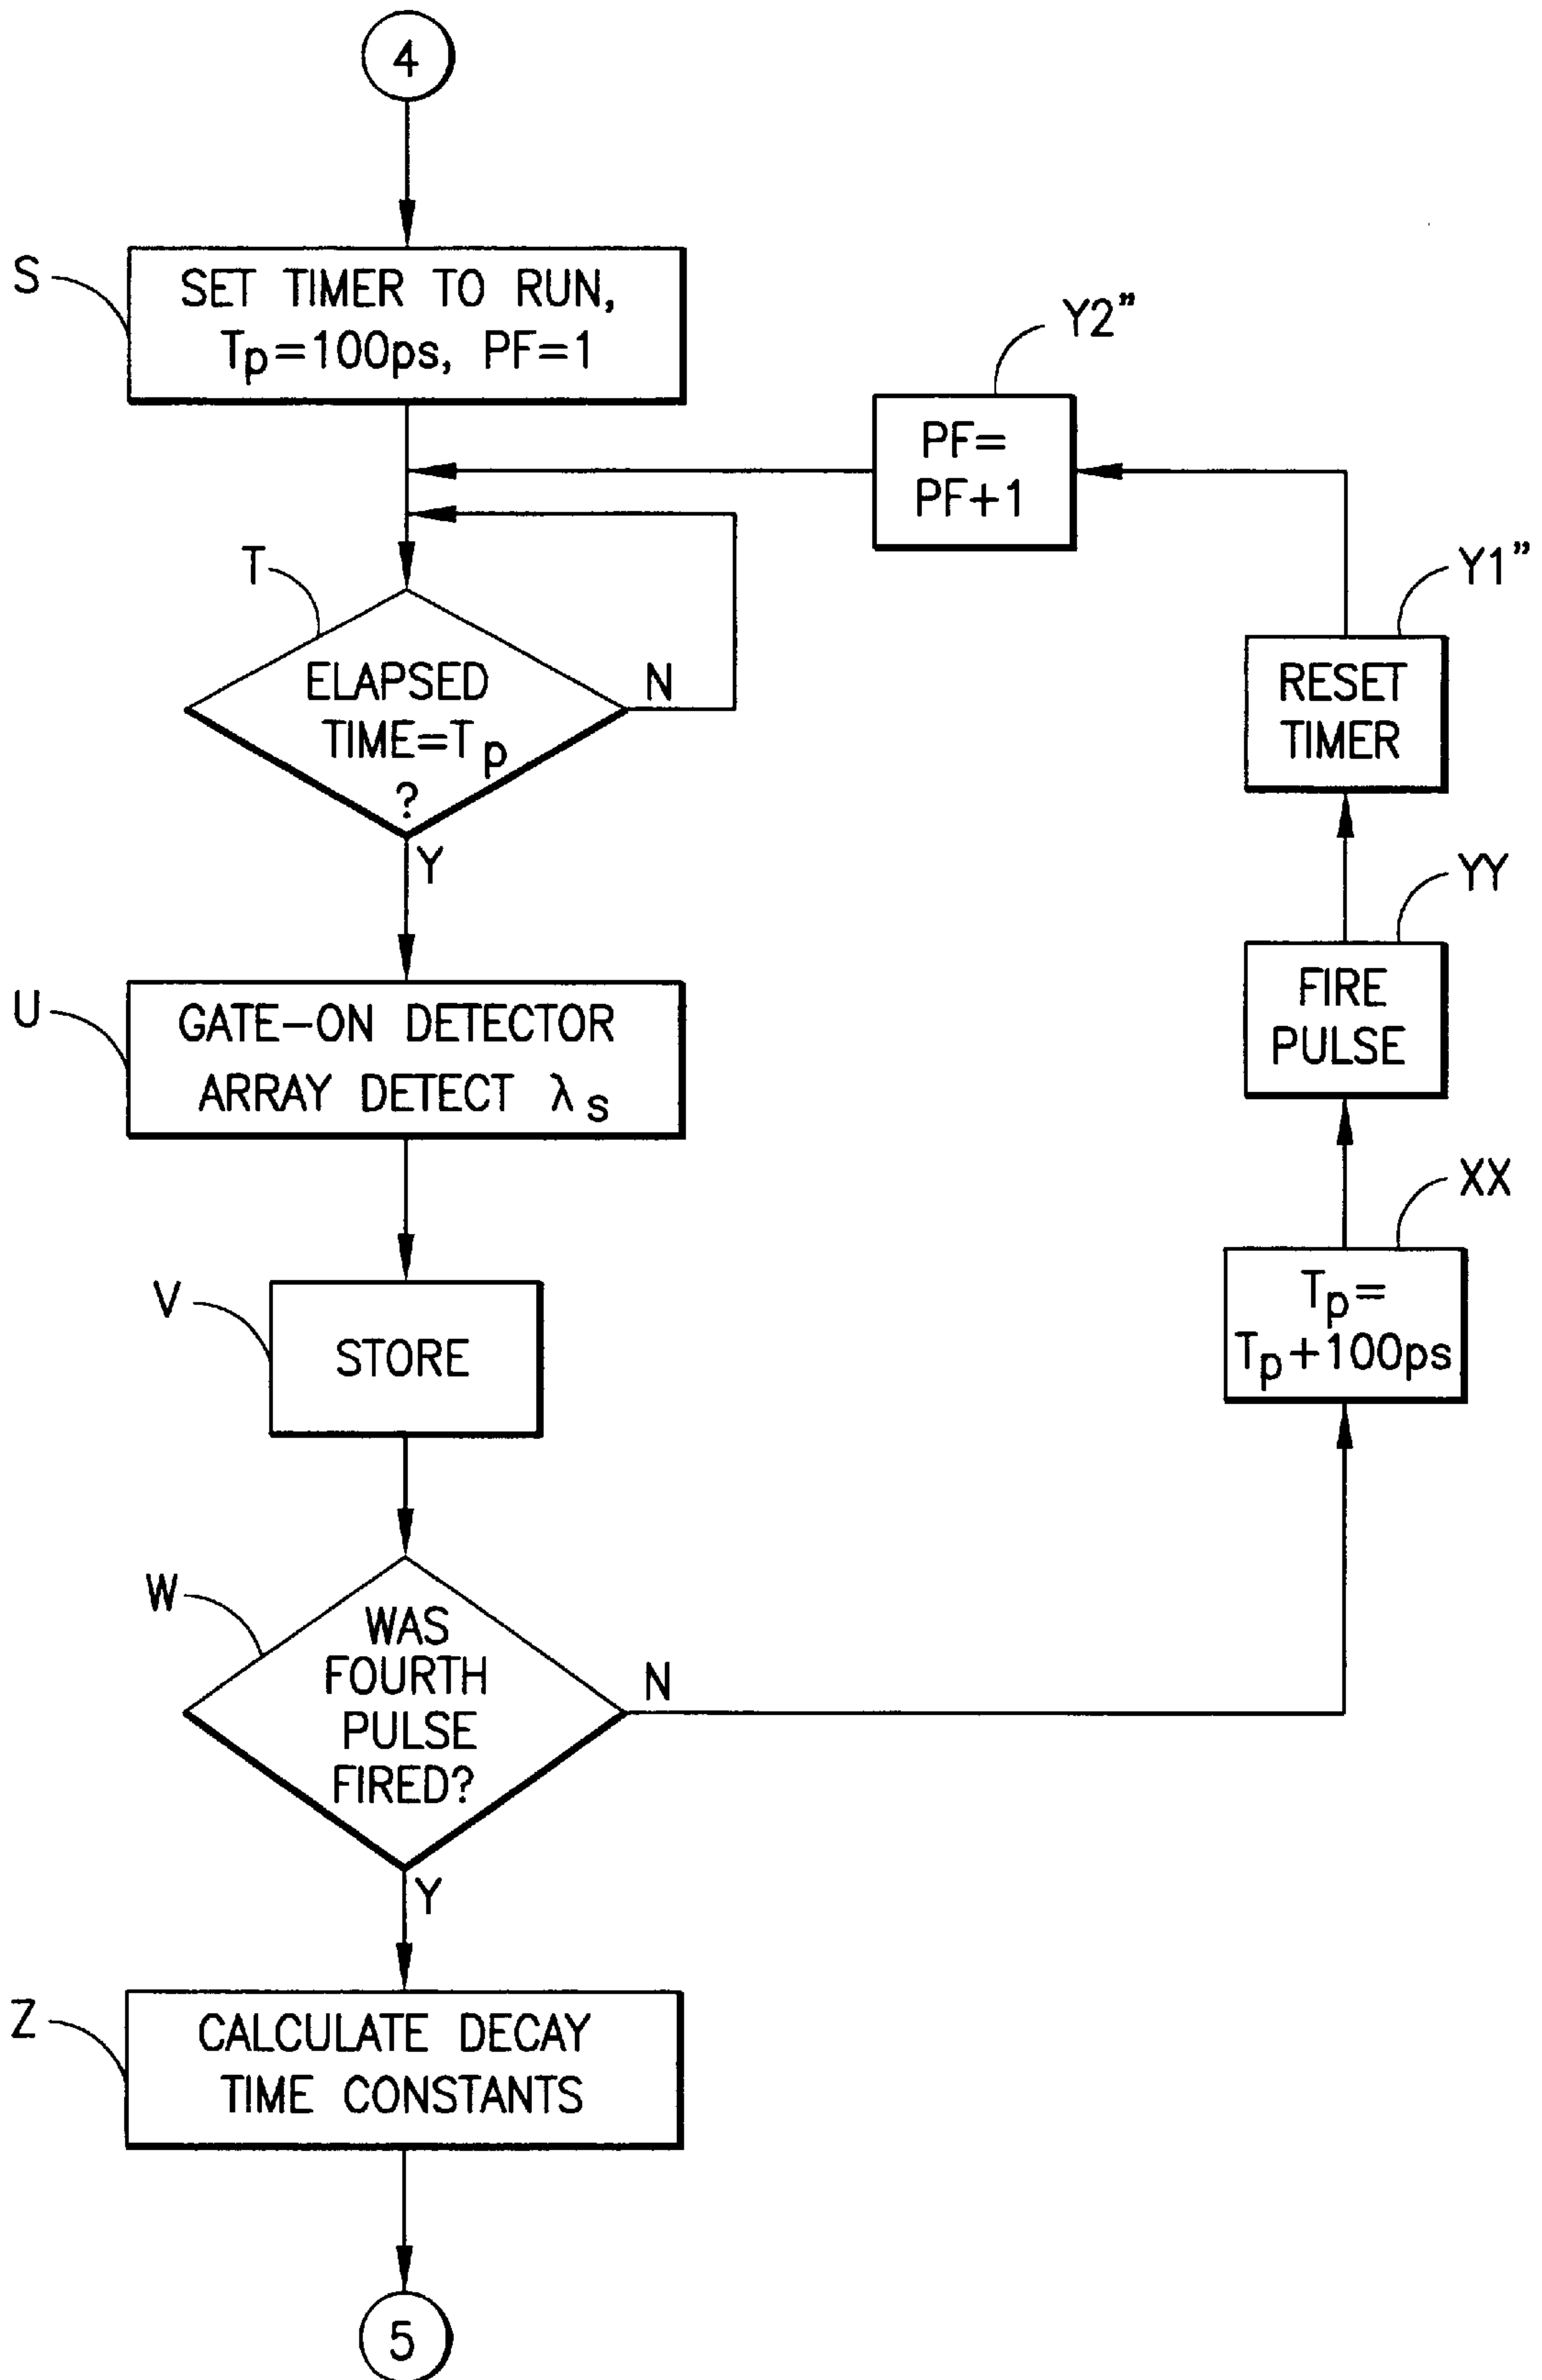 4
S
SET TIMER TO RUN,
Tp=100ps, PF=1
Y2"
PF=
PF+1
T
ELAPSED
TIME=Tp
?
N
Y
Y1"
RESET
TIMER
U
GATE-ON DETECTOR
ARRAY DETECT λs
YY
FIRE
PULSE
V
STORE
XX
Tp=
Tp+100ps
W
WAS
FOURTH
PULSE
FIRED?
N
Y
Z
CALCULATE DECAY
TIME CONSTANTS
5